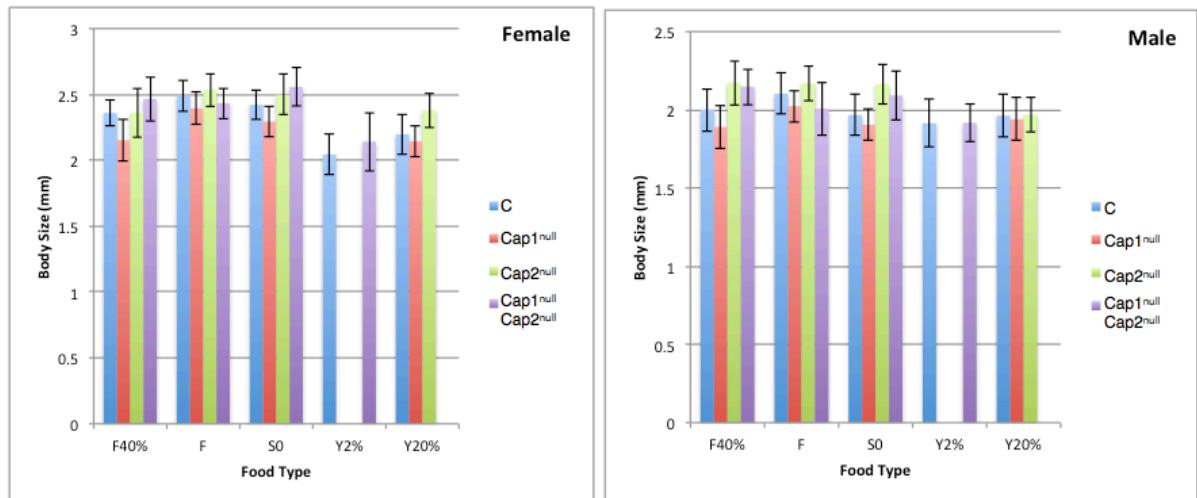 Female
3
2.5
2
1.5
1
0.5
0
Body Size (mm)
F40% F S0 Y2% Y20%
Food Type
C
Cap1null
Cap2null
Cap1null
Cap2null
Male
2.5
2
1.5
1
0.5
0
Body Size (mm)
F40% F S0 Y2% Y20%
Food Type
C
Cap1null
Cap2null
Cap1null
Cap2null